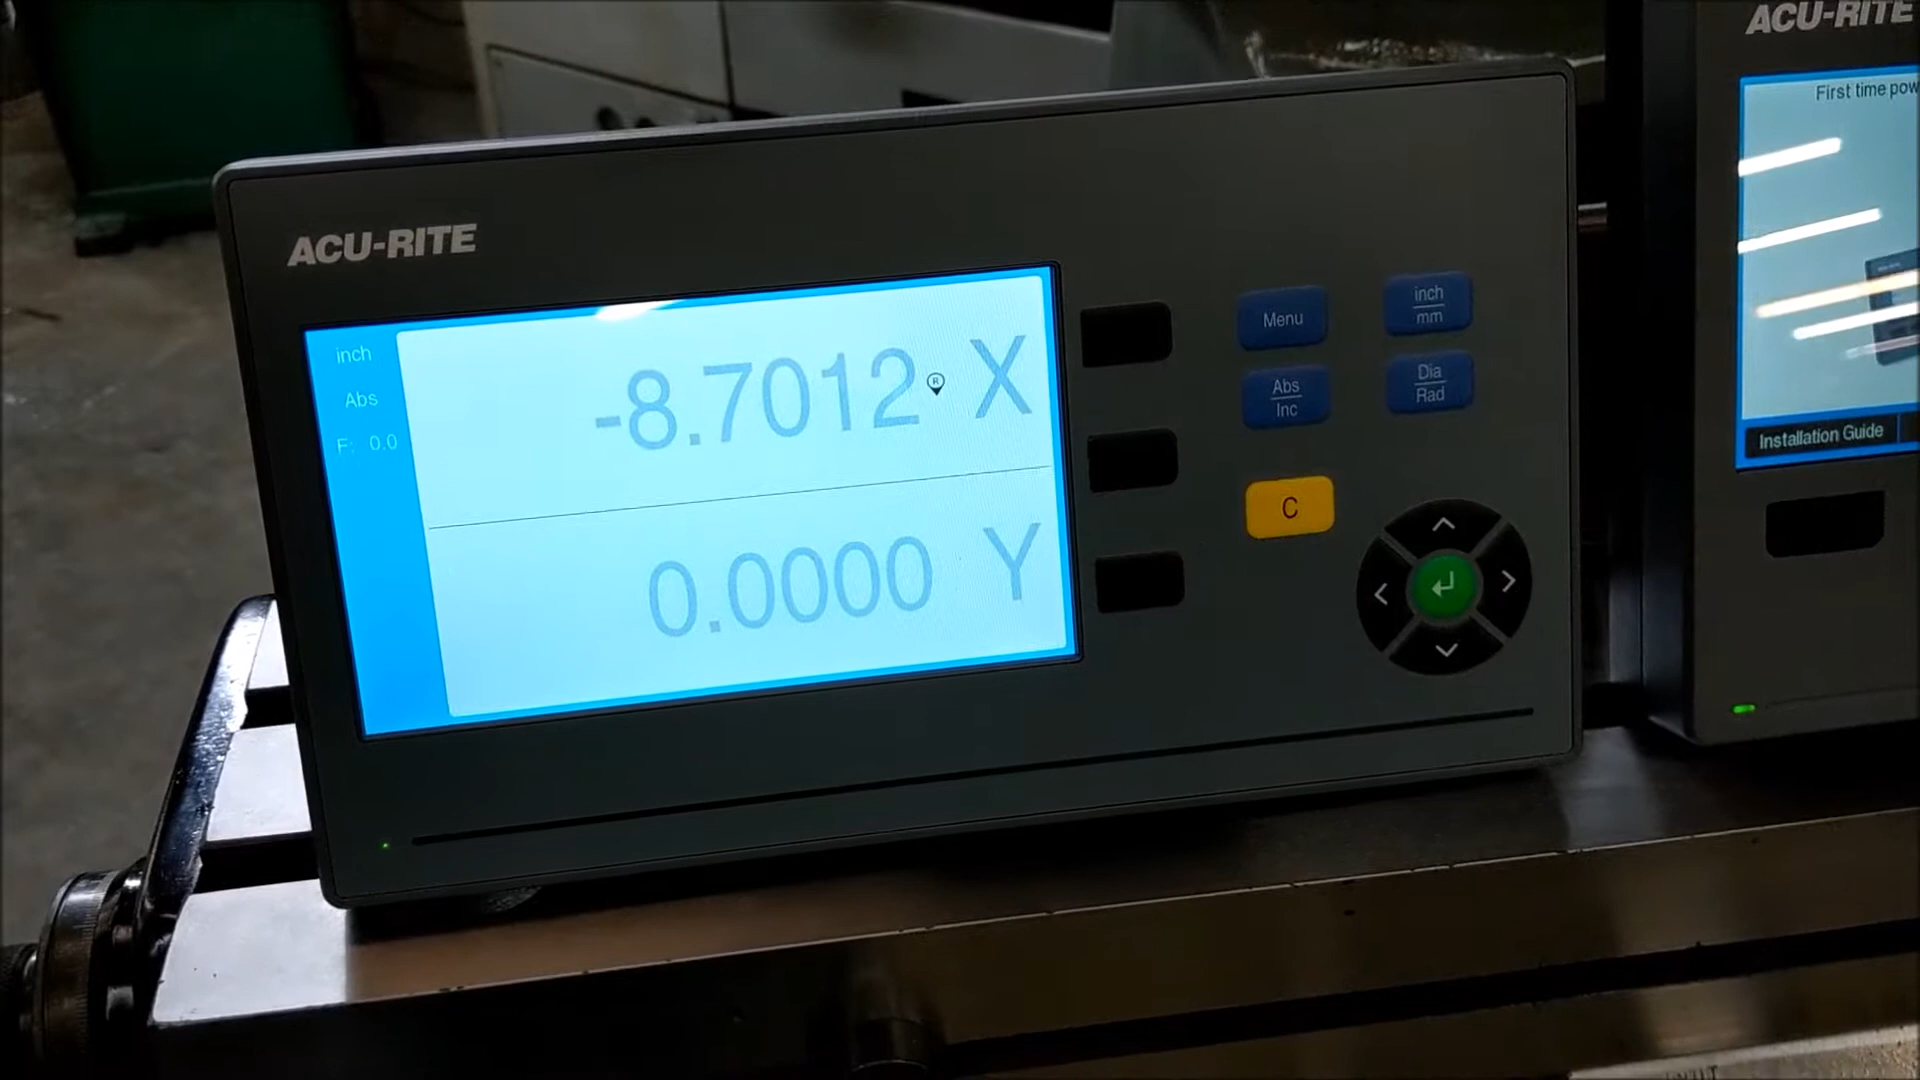 ACU-RITE
inch
Abs
F: 0.0
-8.7012 R X
0.0000 Y
Menu
inch
mm
Abs
Inc
Dia
Rad
C
ACU-RITE
First time pow
Installation Guide